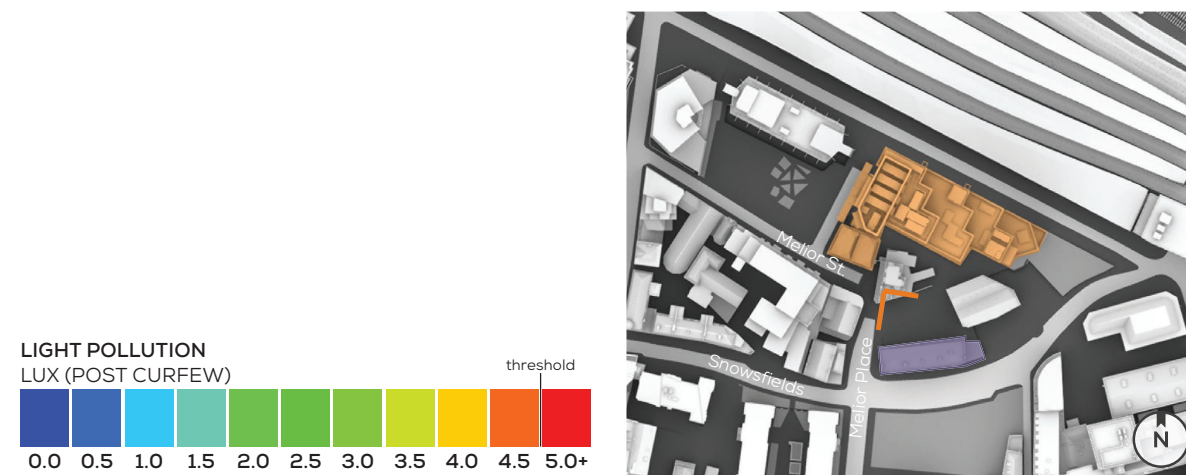 LIGHT POLLUTION
LUX (POST CURFEW)
threshold
0.0 0.5 1.0 1.5 2.0 2.5 3.0 3.5 4.0 4.5 5.0+
Melior St.
Snowsfields
Melior Place
N